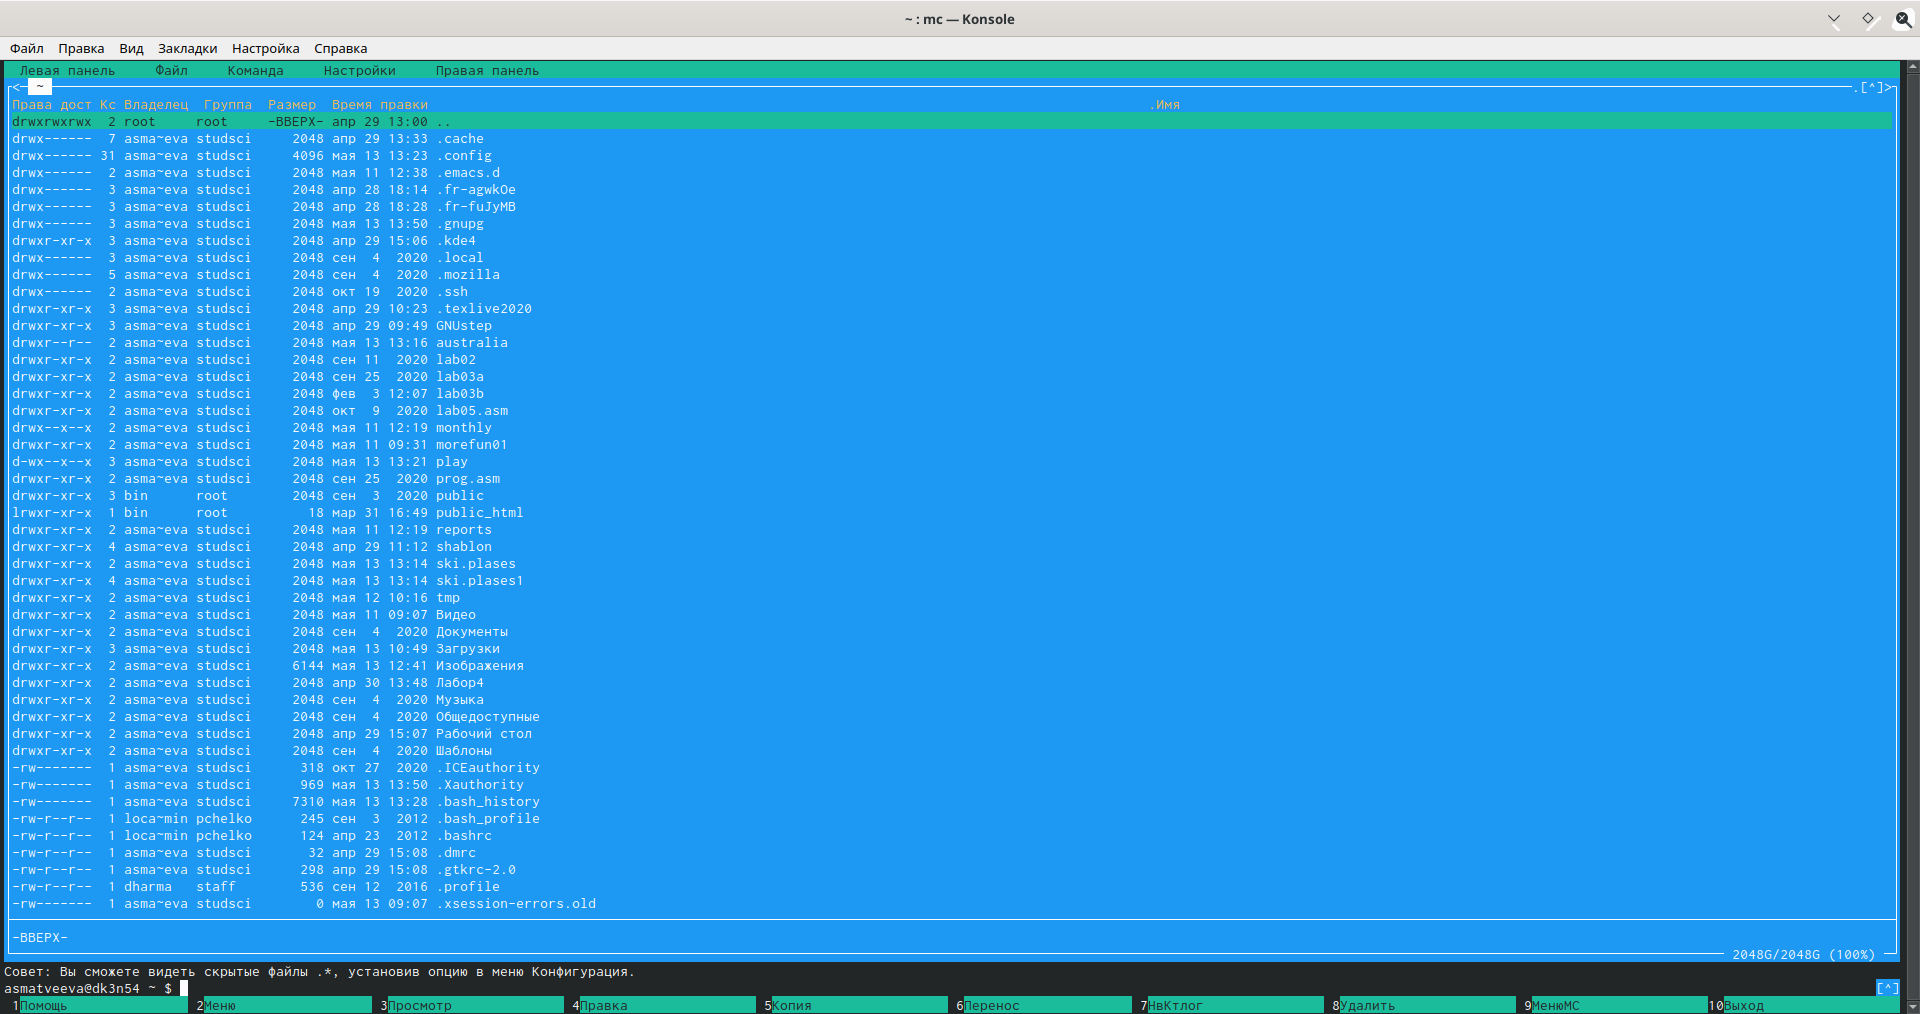 ~ : mc — Konsole
Файл Правка Вид Закладки Настройка Справка
Левая панель Файл Команда Настройки Правая панель
<─ ~ .[^]>
Права дост Кс Владелец Группа Размер Время правки .Имя
drwxrwxrwx 2 root root -ВВЕРХ- апр 29 13:00 ..
drwx------ 7 asma~eva studsci 2048 апр 29 13:33 .cache
drwx------ 31 asma~eva studsci 4096 мая 13 13:23 .config
drwx------ 2 asma~eva studsci 2048 мая 11 12:38 .emacs.d
drwx------ 3 asma~eva studsci 2048 апр 28 18:14 .fr-agwkOe
drwx------ 3 asma~eva studsci 2048 апр 28 18:28 .fr-fuJyMB
drwx------ 3 asma~eva studsci 2048 мая 13 13:50 .gnupg
drwxr-xr-x 3 asma~eva studsci 2048 апр 29 15:06 .kde4
drwx------ 3 asma~eva studsci 2048 сен 4 2020 .local
drwx------ 5 asma~eva studsci 2048 сен 4 2020 .mozilla
drwx------ 2 asma~eva studsci 2048 окт 19 2020 .ssh
drwxr-xr-x 3 asma~eva studsci 2048 апр 29 10:23 .texlive2020
drwxr-xr-x 3 asma~eva studsci 2048 апр 29 09:49 GNUstep
drwxr--r-- 2 asma~eva studsci 2048 мая 13 13:16 australia
drwxr-xr-x 2 asma~eva studsci 2048 сен 11 2020 lab02
drwxr-xr-x 2 asma~eva studsci 2048 сен 25 2020 lab03a
drwxr-xr-x 2 asma~eva studsci 2048 фев 3 12:07 lab03b
drwxr-xr-x 2 asma~eva studsci 2048 окт 9 2020 lab05.asm
drwx--x--x 2 asma~eva studsci 2048 мая 11 12:19 monthly
drwxr-xr-x 2 asma~eva studsci 2048 мая 11 09:31 morefun01
d-wx--x--x 3 asma~eva studsci 2048 мая 13 13:21 play
drwxr-xr-x 2 asma~eva studsci 2048 сен 25 2020 prog.asm
drwxr-xr-x 3 bin root 2048 сен 3 2020 public
lrwxr-xr-x 1 bin root 18 мар 31 16:49 public_html
drwxr-xr-x 2 asma~eva studsci 2048 мая 11 12:19 reports
drwxr-xr-x 4 asma~eva studsci 2048 апр 29 11:12 shablon
drwxr-xr-x 2 asma~eva studsci 2048 мая 13 13:14 ski.plases
drwxr-xr-x 4 asma~eva studsci 2048 мая 13 13:14 ski.plases1
drwxr-xr-x 2 asma~eva studsci 2048 мая 12 10:16 tmp
drwxr-xr-x 2 asma~eva studsci 2048 мая 11 09:07 Видео
drwxr-xr-x 2 asma~eva studsci 2048 сен 4 2020 Документы
drwxr-xr-x 3 asma~eva studsci 2048 мая 13 10:49 Загрузки
drwxr-xr-x 2 asma~eva studsci 6144 мая 13 12:41 Изображения
drwxr-xr-x 2 asma~eva studsci 2048 апр 30 13:48 Лабор4
drwxr-xr-x 2 asma~eva studsci 2048 сен 4 2020 Музыка
drwxr-xr-x 2 asma~eva studsci 2048 сен 4 2020 Общедоступные
drwxr-xr-x 2 asma~eva studsci 2048 апр 29 15:07 Рабочий стол
drwxr-xr-x 2 asma~eva studsci 2048 сен 4 2020 Шаблоны
-rw------- 1 asma~eva studsci 318 окт 27 2020 .ICEauthority
-rw------- 1 asma~eva studsci 969 мая 13 13:50 .Xauthority
-rw------- 1 asma~eva studsci 7310 мая 13 13:28 .bash_history
-rw-r--r-- 1 loca~min pchelko 245 сен 3 2012 .bash_profile
-rw-r--r-- 1 loca~min pchelko 124 апр 23 2012 .bashrc
-rw-r--r-- 1 asma~eva studsci 32 апр 29 15:08 .dmrc
-rw-r--r-- 1 asma~eva studsci 298 апр 29 15:08 .gtkrc-2.0
-rw-r--r-- 1 dharma staff 536 сен 12 2016 .profile
-rw------- 1 asma~eva studsci 0 мая 13 09:07 .xsession-errors.old
-ВВЕРХ-
2048G/2048G (100%)
Совет: Вы сможете видеть скрытые файлы .*, установив опцию в меню Конфигурация.
asmatveeva@dk3n54 ~ $ [^]
1Помощь 2Меню 3Просмотр 4Правка 5Копия 6Перенос 7НвКтлог 8Удалить 9МенюМС 10Выход